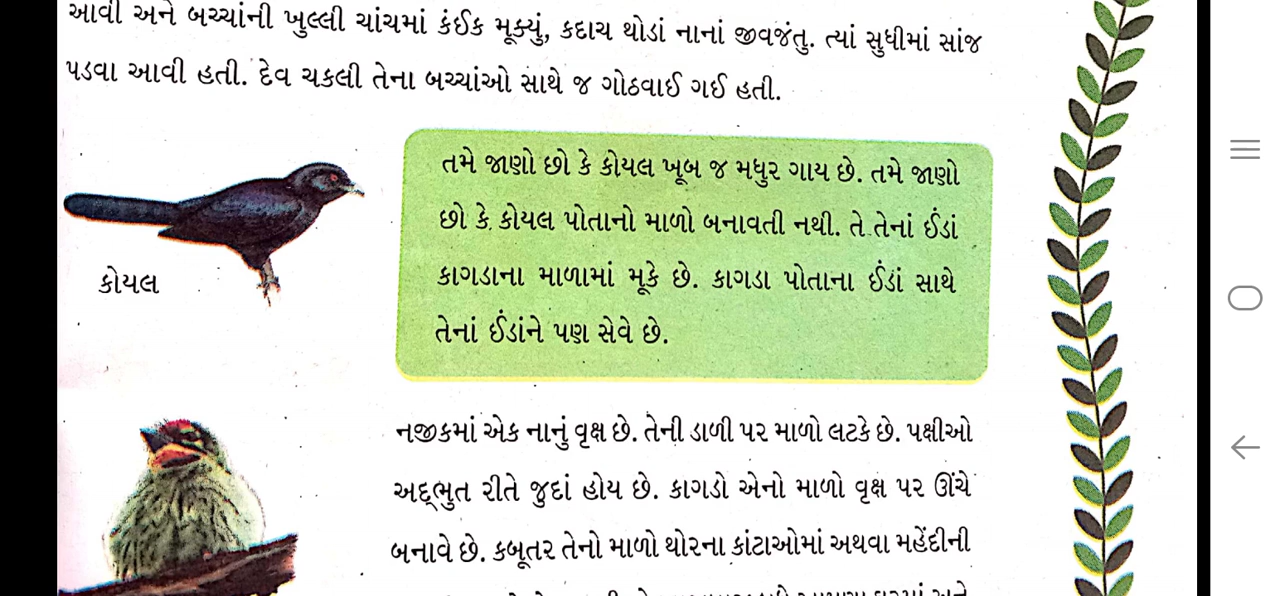 આવી અને બચ્ચાંની ખુલ્લી ચાંચમાં કંઈક મૂક્યું, કદાચ થોડાં નાનાં જીવજંતુ. ત્યાં સુધીમાં સાંજ
પડવા આવી હતી. દેવ ચકલી તેના બચ્ચાંઓ સાથે જ ગોઠવાઈ ગઈ હતી.
કોયલ
તમે જાણો છો કે કોયલ ખૂબ જ મધુર ગાય છે. તમે જાણો
છો કે કોયલ પોતાનો માળો બનાવતી નથી. તે તેનાં ઈંડાં
કાગડાના માળામાં મૂકે છે. કાગડા પોતાના ઈંડાં સાથે
તેનાં ઈંડાંને પણ સેવે છે.
નજીકમાં એક નાનું વૃક્ષ છે. તેની ડાળી પર માળો લટકે છે. પક્ષીઓ
અદ્ભુત રીતે જુદાં હોય છે. કાગડો એનો માળો વૃક્ષ પર ઊંચે
બનાવે છે. કબૂતર તેનો માળો થોરના કાંટાઓમાં અથવા મહેંદીની